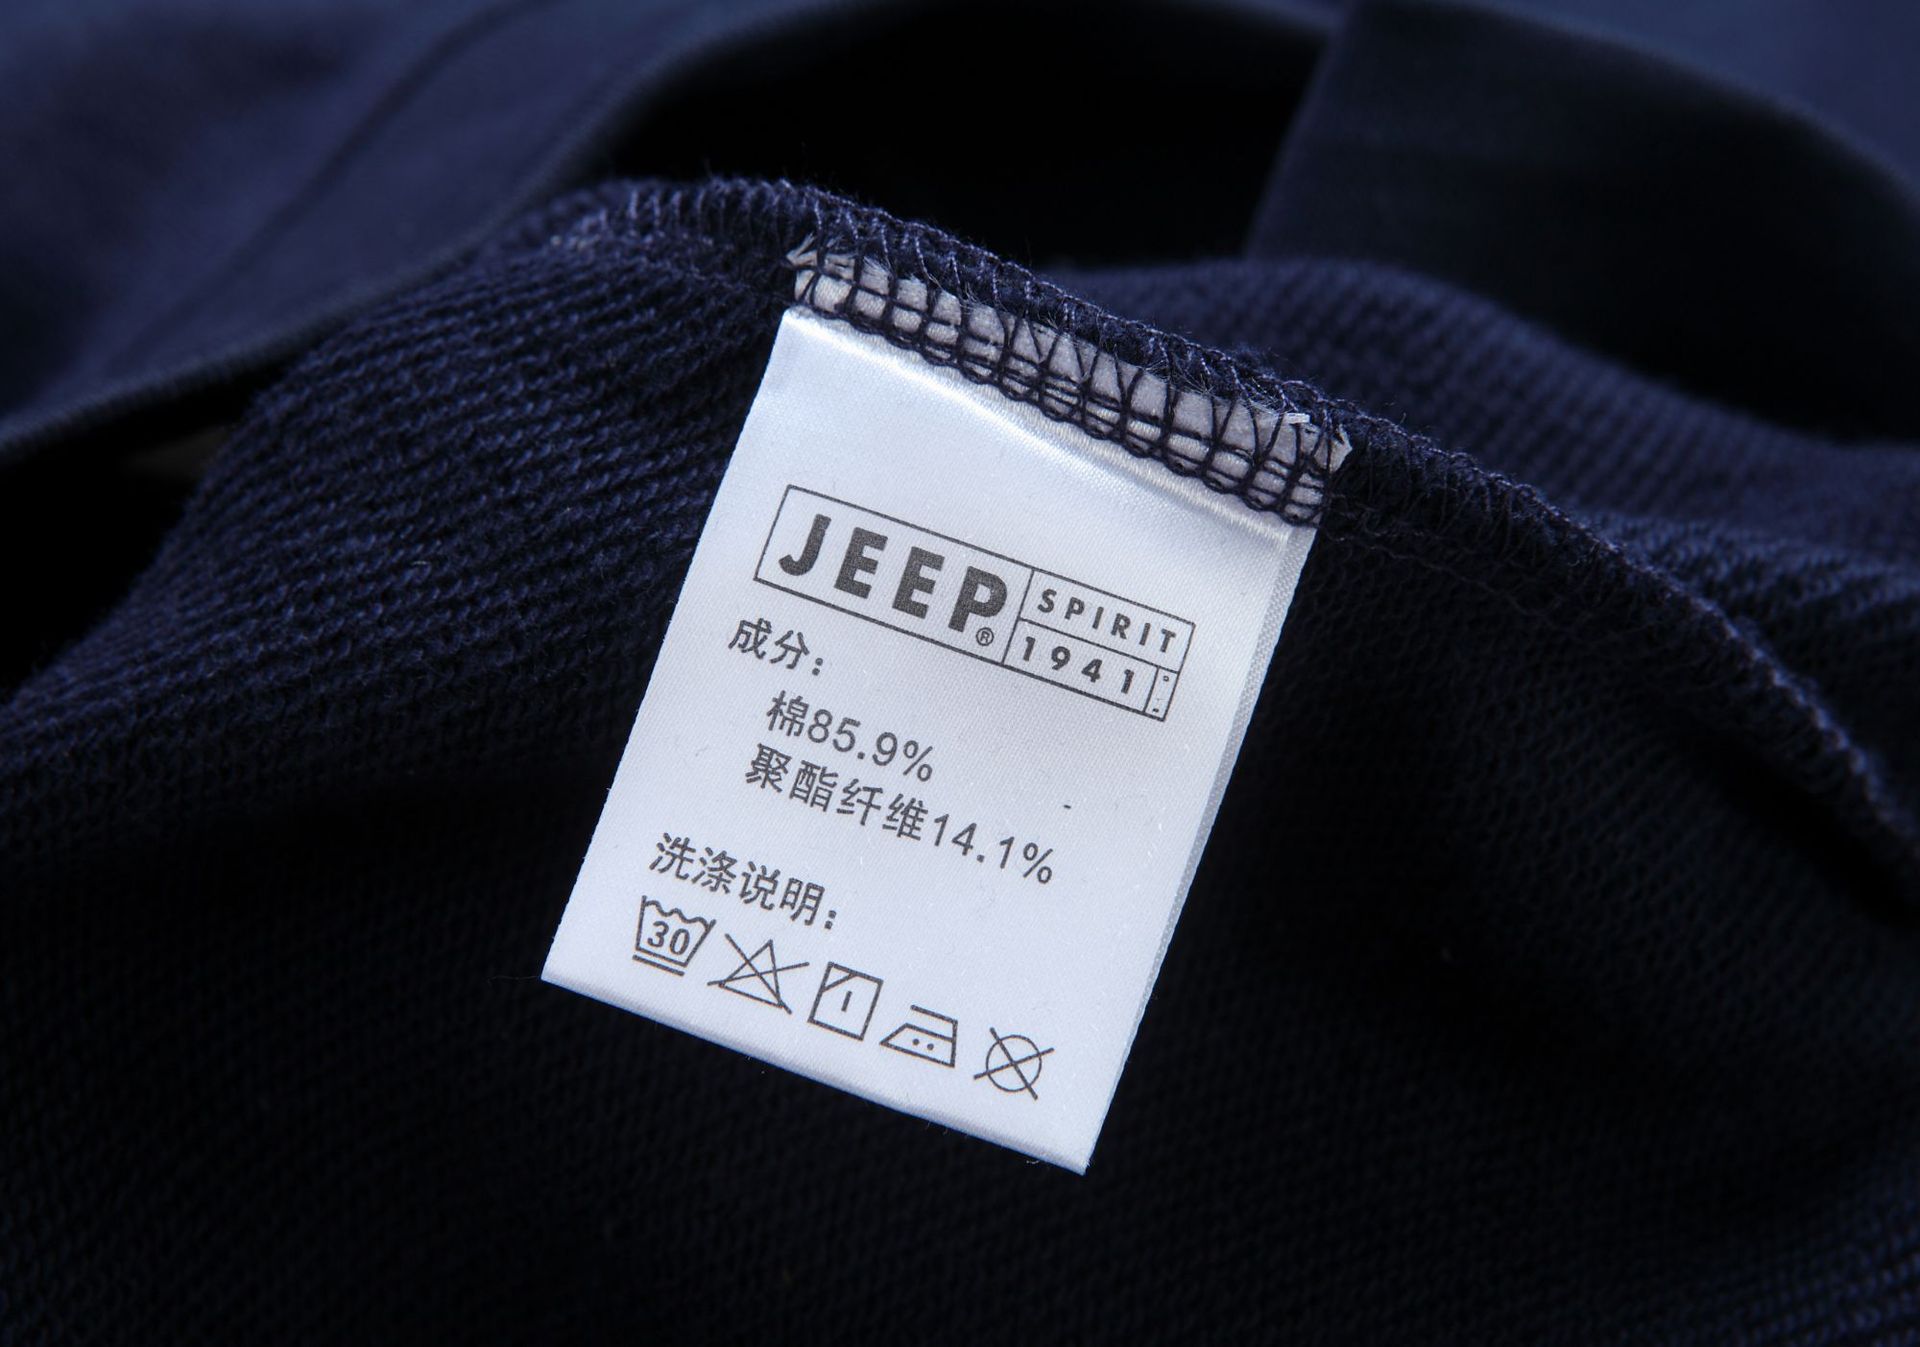 JEEP®
SPIRIT
1941
成分：
棉85.9%
聚酯纤维14.1%
洗涤说明：
30